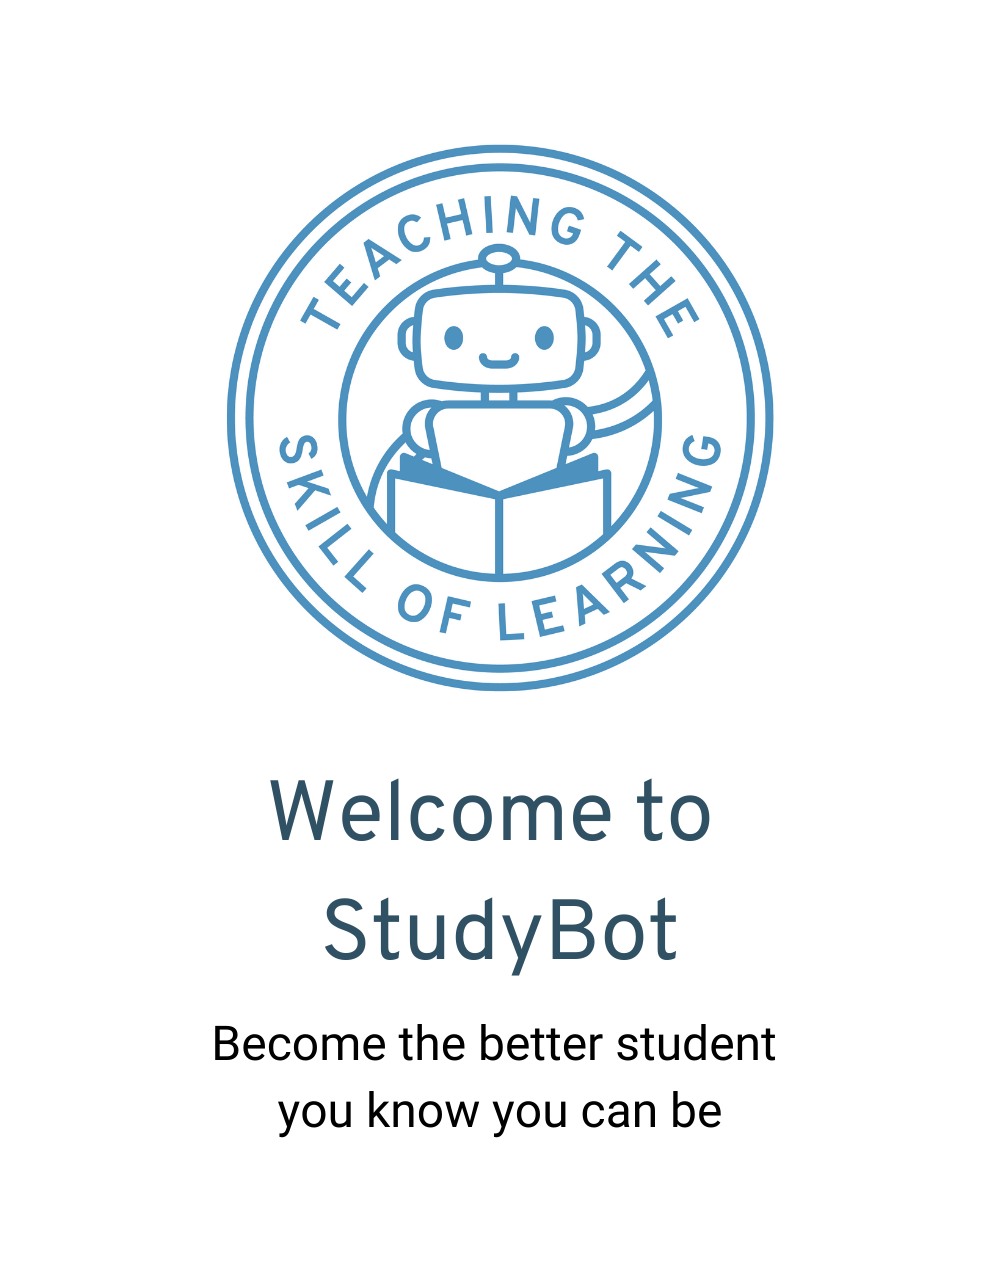 TEACHING THE
SKILL OF LEARNING
Welcome to
StudyBot
Become the better student
you know you can be